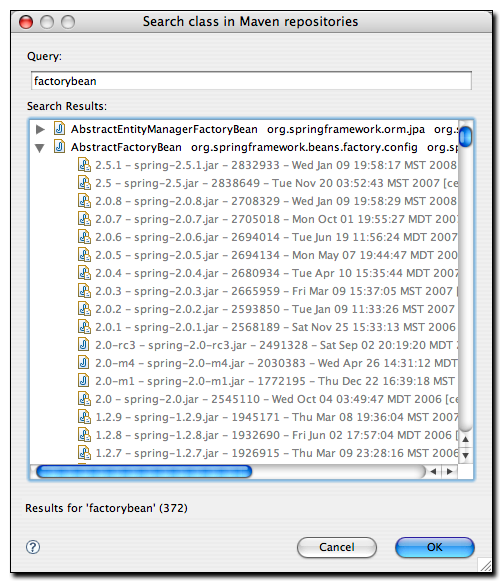 Search class in Maven repositories
Query:
factorybean
Search Results:
AbstractEntityManagerFactoryBean org.springframework.orm.jpa org.s
AbstractFactoryBean org.springframework.beans.factory.config org.sp
2.5.1 - spring-2.5.1.jar - 2832933 - Wed Jan 09 19:58:17 MST 2008
2.5 - spring-2.5.jar - 2838649 - Tue Nov 20 03:52:43 MST 2007 [ce
2.0.8 - spring-2.0.8.jar - 2708329 - Wed Jan 09 19:58:29 MST 2008
2.0.7 - spring-2.0.7.jar - 2705018 - Mon Oct 01 19:55:27 MDT 2007
2.0.6 - spring-2.0.6.jar - 2694014 - Tue Jun 19 11:56:24 MDT 2007
2.0.5 - spring-2.0.5.jar - 2694134 - Mon May 07 19:44:47 MDT 2007
2.0.4 - spring-2.0.4.jar - 2680934 - Tue Apr 10 15:35:44 MDT 2007
2.0.3 - spring-2.0.3.jar - 2665959 - Fri Mar 09 15:37:05 MST 2007
2.0.2 - spring-2.0.2.jar - 2593850 - Tue Jan 09 11:33:26 MST 2007
2.0.1 - spring-2.0.1.jar - 2568189 - Sat Nov 25 15:33:13 MST 2006
2.0-rc3 - spring-2.0-rc3.jar - 2491328 - Sat Sep 02 20:19:20 MDT
2.0-m4 - spring-2.0-m4.jar - 2030383 - Wed Apr 26 14:31:12 MDT
2.0-m1 - spring-2.0-m1.jar - 1772195 - Thu Dec 22 16:39:18 MST
2.0 - spring-2.0.jar - 2545110 - Wed Oct 04 03:49:47 MDT 2006 [ce
1.2.9 - spring-1.2.9.jar - 1945171 - Thu Mar 08 19:36:04 MST 2007
1.2.8 - spring-1.2.8.jar - 1932690 - Fri Jun 02 17:57:04 MDT 2006
1.2.7 - spring-1.2.7.jar - 1926915 - Thu Mar 09 23:28:16 MST 2006
Results for 'factorybean' (372)
?
Cancel
OK